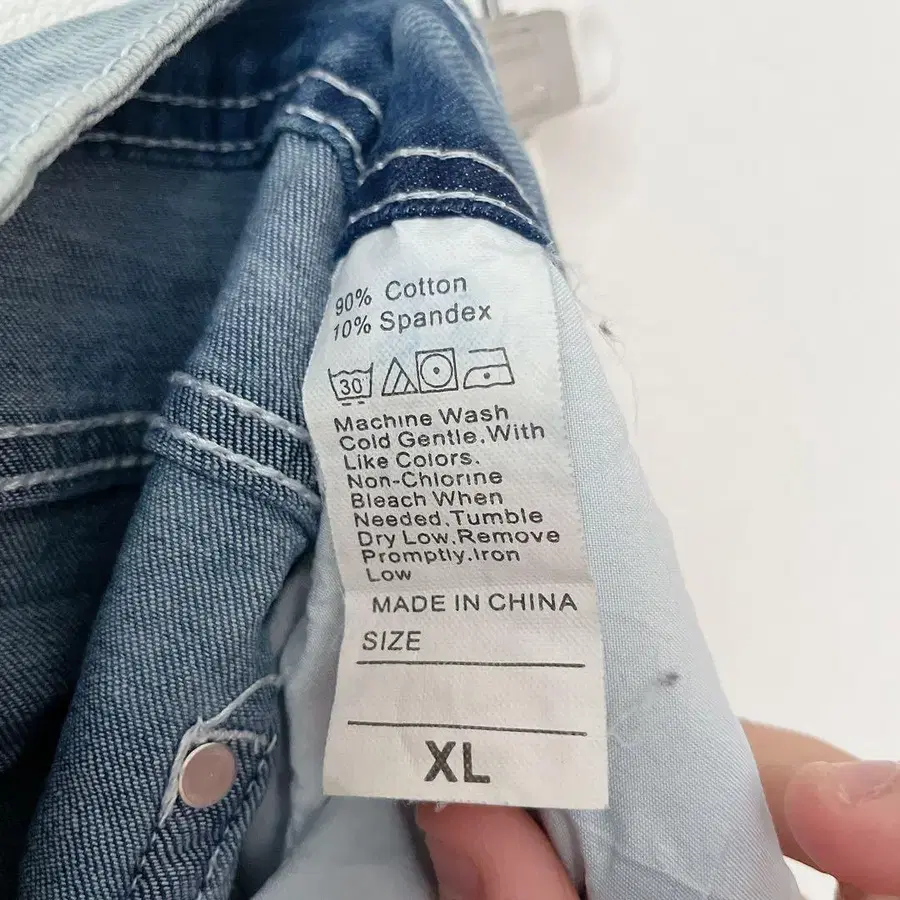 90% Cotton
10% Spandex
30°
Machine Wash
Cold Gentle.With
Like Colors.
Non-Chlorine
Bleach When
Needed,Tumble
Dry Low.Remove
Promptly.Iron
Low
MADE IN CHINA
SIZE
XL